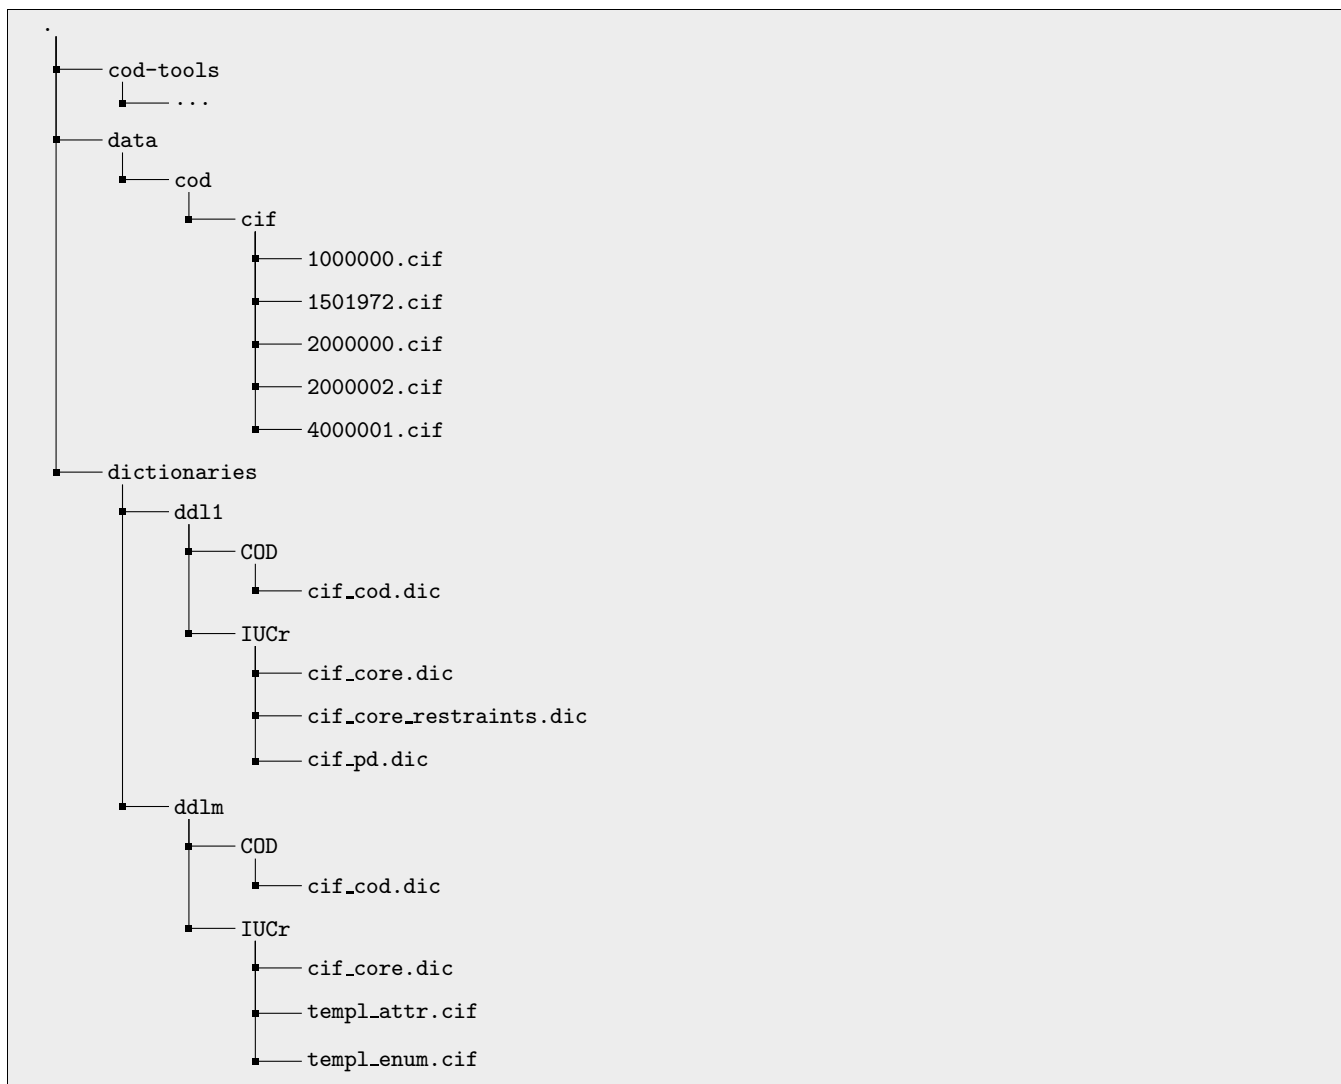 .
cod-tools
...
data
cod
cif
1000000.cif
1501972.cif
2000000.cif
2000002.cif
4000001.cif
dictionaries
ddl1
COD
cif_cod.dic
IUCr
cif_core.dic
cif_core_restraints.dic
cif_pd.dic
ddlm
COD
cif_cod.dic
IUCr
cif_core.dic
templ_attr.cif
templ_enum.cif